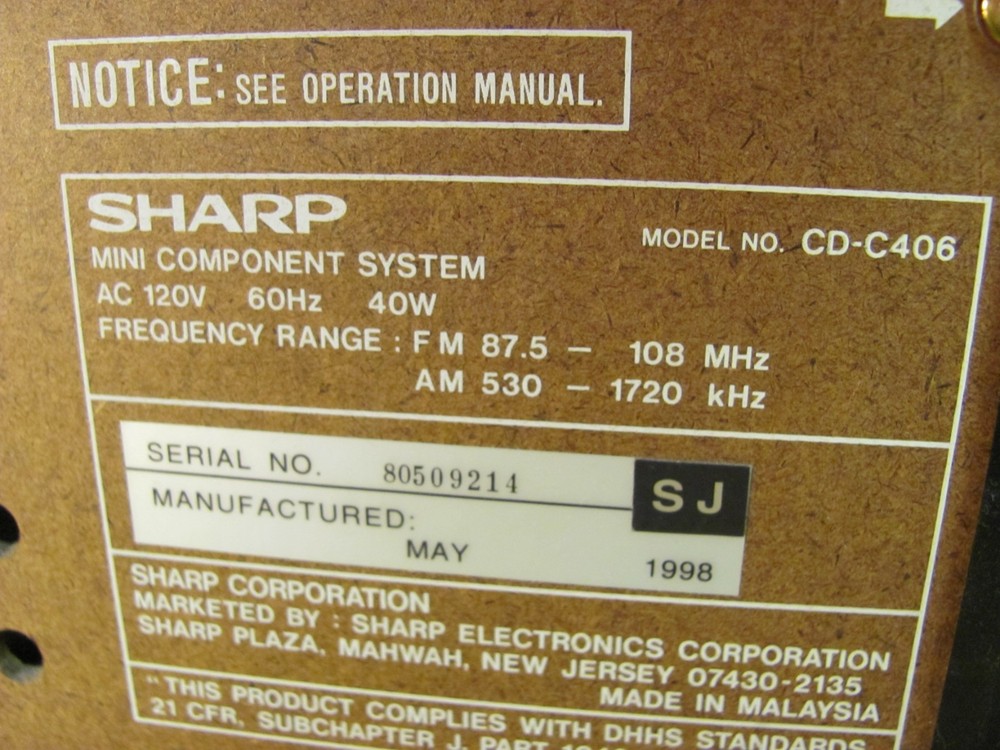 NOTICE: SEE OPERATION MANUAL.
SHARP
MODEL NO. CD-C406
MINI COMPONENT SYSTEM
AC 120V 60Hz 40W
FREQUENCY RANGE : FM 87.5 – 108 MHz
AM 530 – 1720 kHz
SERIAL NO. 80509214
SJ
MANUFACTURED:
MAY 1998
SHARP CORPORATION
MARKETED BY : SHARP ELECTRONICS CORPORATION
SHARP PLAZA, MAHWAH, NEW JERSEY 07430-2135
MADE IN MALAYSIA
"THIS PRODUCT COMPLIES WITH DHHS STANDARDS
21 CFR, SUBCHAPTER J, PART